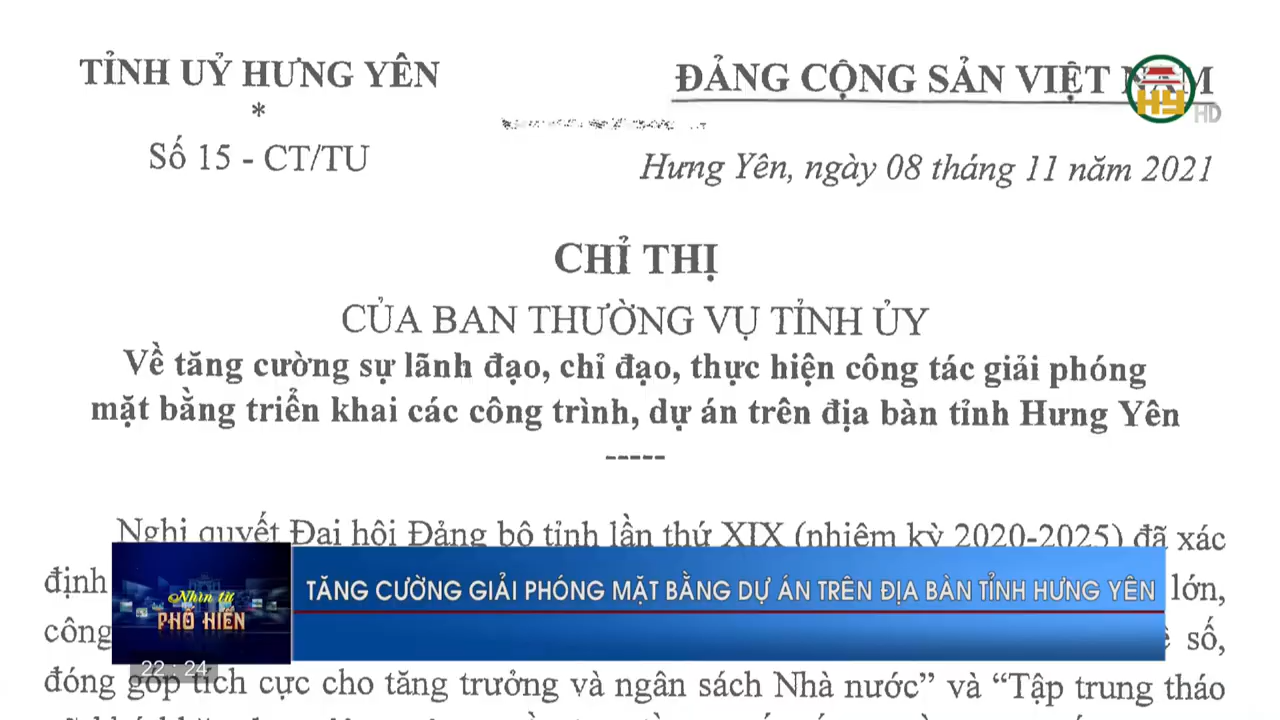 TỈNH UỶ HƯNG YÊN
*
Số 15 - CT/TU
ĐẢNG CỘNG SẢN VIỆT NAM
HY HD
Hưng Yên, ngày 08 tháng 11 năm 2021
CHỈ THỊ
CỦA BAN THƯỜNG VỤ TỈNH ỦY
Về tăng cường sự lãnh đạo, chỉ đạo, thực hiện công tác giải phóng
mặt bằng triển khai các công trình, dự án trên địa bàn tỉnh Hưng Yên
-----
Nghị quyết Đại hội Đảng bộ tỉnh lần thứ XIX (nhiệm kỳ 2020-2025) đã xác
định lớn,
công số,
đóng góp tích cực cho tăng trưởng và ngân sách Nhà nước” và “Tập trung tháo
Nhìn từ
PHỐ HIẾN
TĂNG CƯỜNG GIẢI PHÓNG MẶT BẰNG DỰ ÁN TRÊN ĐỊA BÀN TỈNH HƯNG YÊN
22:24